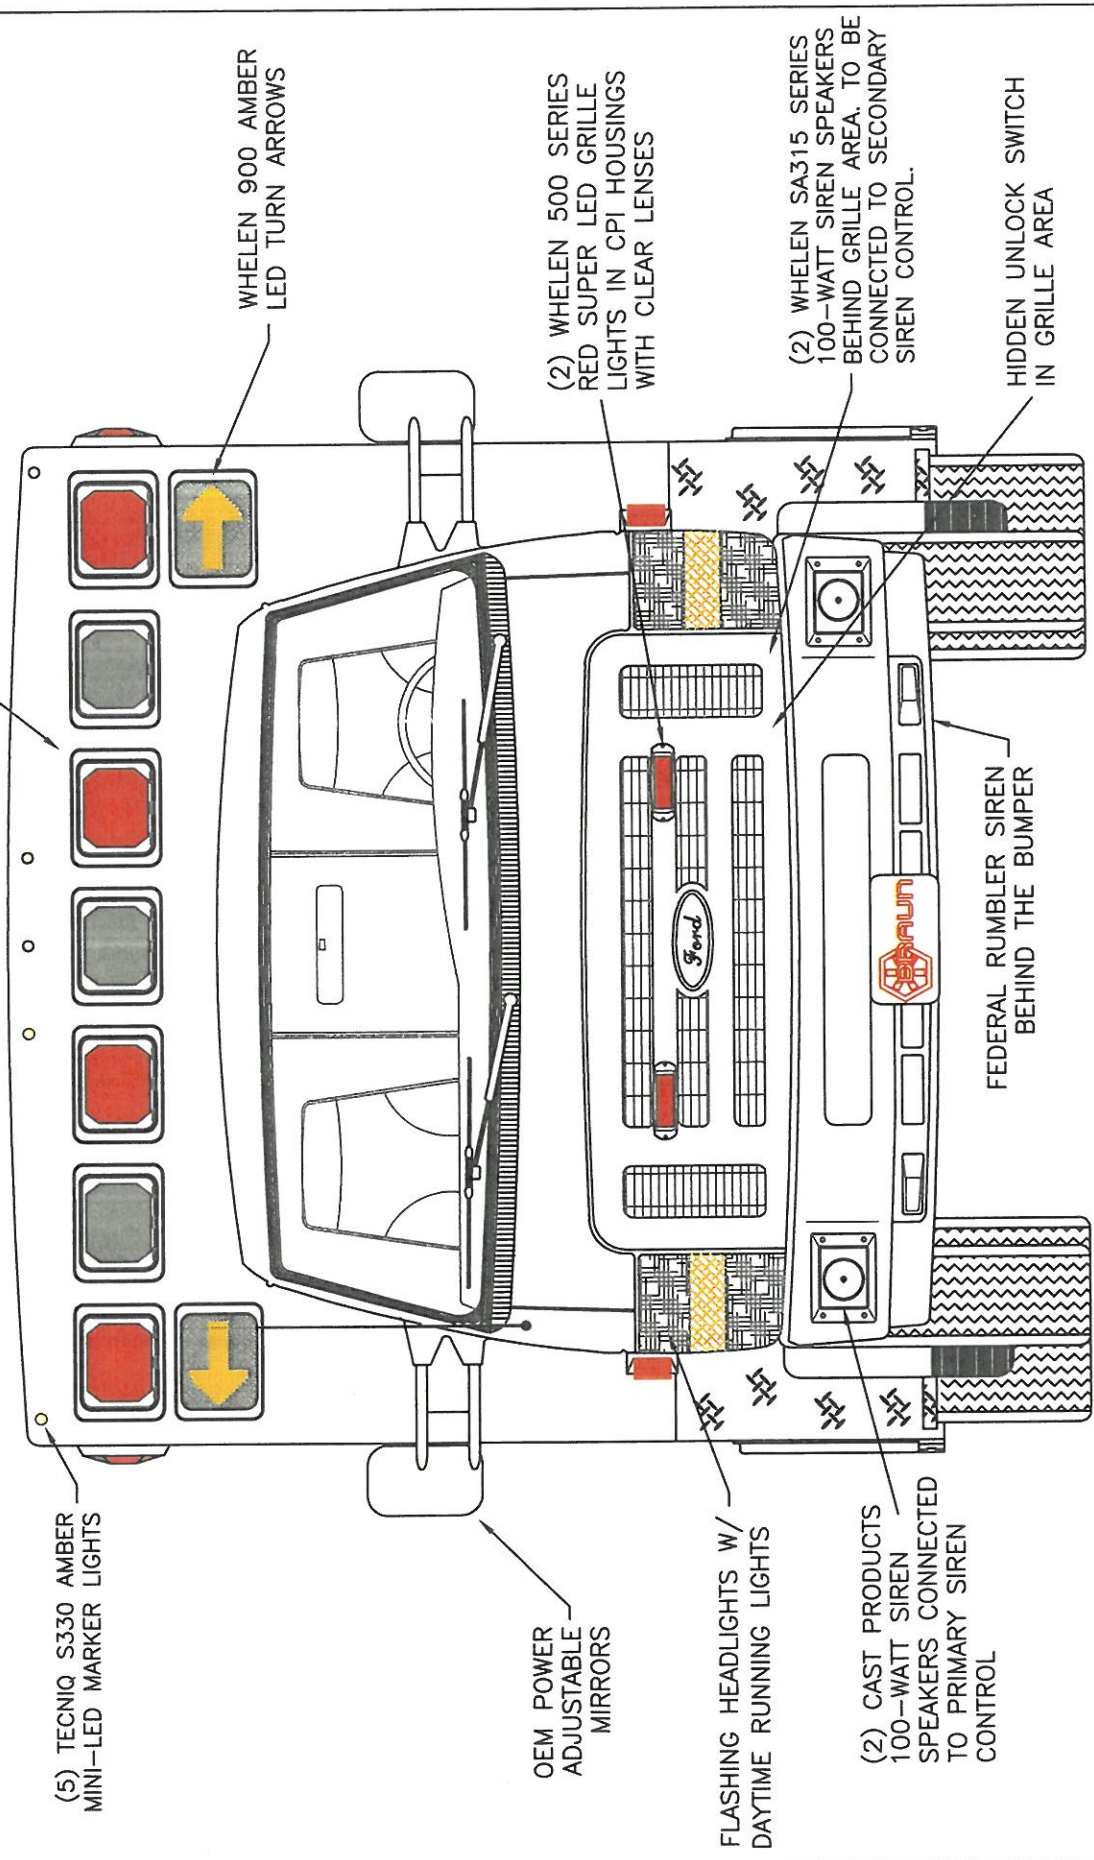 (5) TECNIQ S330 AMBER
MINI-LED MARKER LIGHTS
WHELEN 900 AMBER
LED TURN ARROWS
OEM POWER
ADJUSTABLE
MIRRORS
(2) WHELEN 500 SERIES
RED SUPER LED GRILLE
LIGHTS IN CPI HOUSINGS
WITH CLEAR LENSES
FLASHING HEADLIGHTS W/
DAYTIME RUNNING LIGHTS
Ford
(2) WHELEN SA315 SERIES
100-WATT SIREN SPEAKERS
BEHIND GRILLE AREA. TO BE
CONNECTED TO SECONDARY
SIREN CONTROL.
(2) CAST PRODUCTS
100-WATT SIREN
SPEAKERS CONNECTED
TO PRIMARY SIREN
CONTROL
BRAUN
FEDERAL RUMBLER SIREN
BEHIND THE BUMPER
HIDDEN UNLOCK SWITCH
IN GRILLE AREA